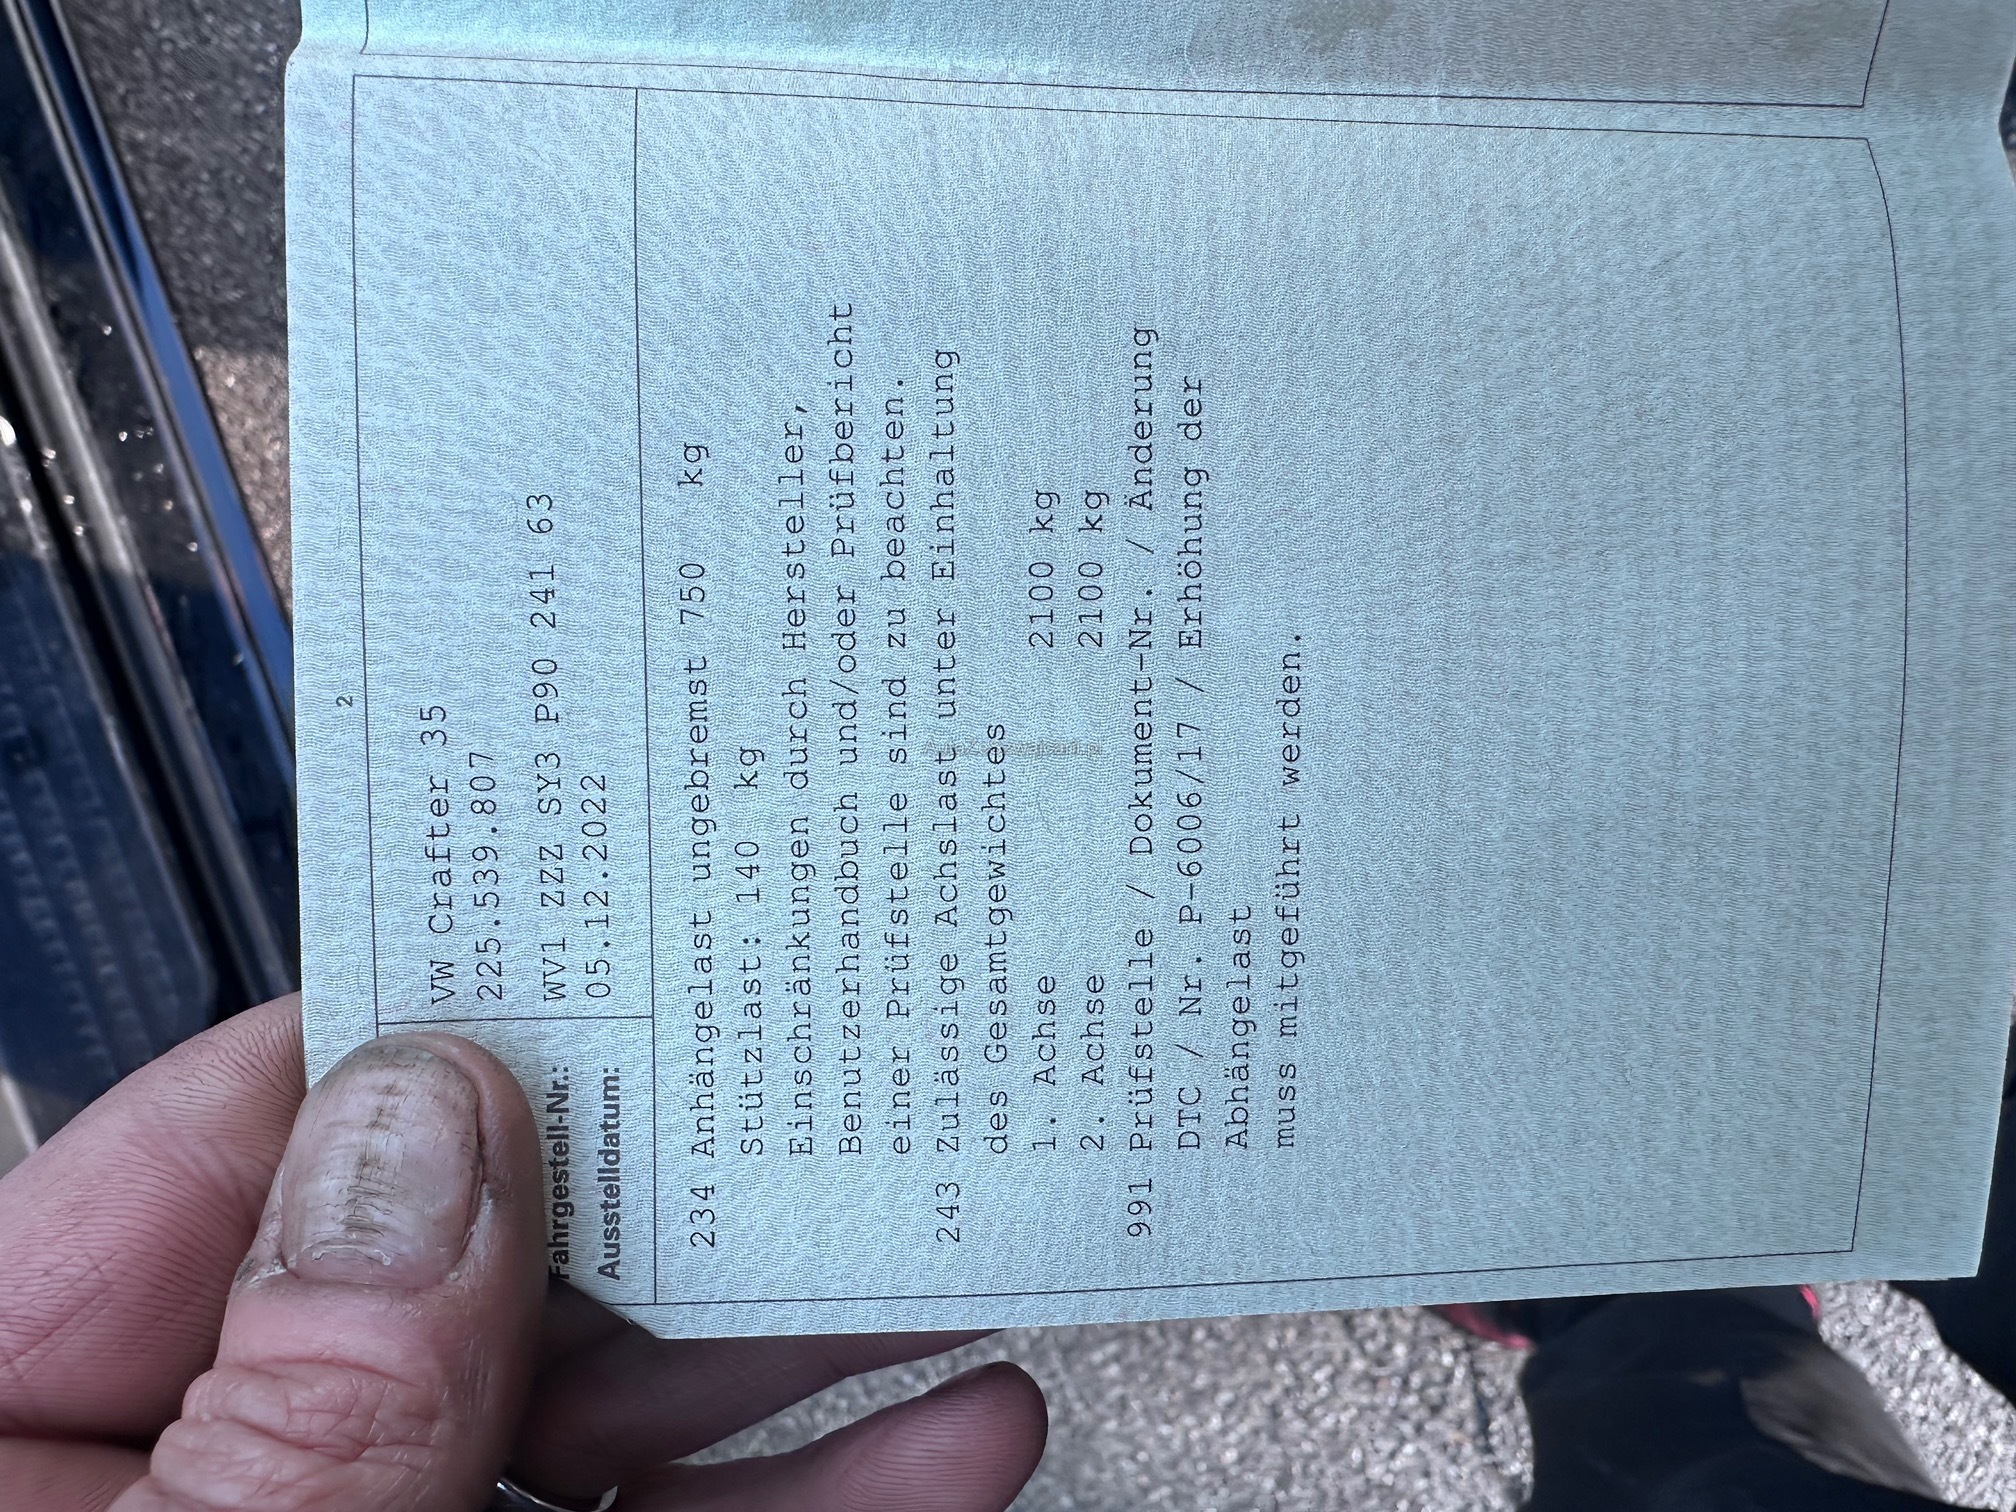 2
VW Crafter 35
225.539.807
Fahrgestell-Nr.: WV1 ZZZ SY3 P90 241 63
Ausstelldatum: 05.12.2022
234 Anhängelast ungebremst 750 kg
Stützlast: 140 kg
Einschränkungen durch Hersteller,
Benutzerhandbuch und/oder Prüfbericht
einer Prüfstelle sind zu beachten.
243 Zulässige Achslast unter Einhaltung
des Gesamtgewichtes
1. Achse 2100 kg
2. Achse 2100 kg
991 Prüfstelle / Dokument-Nr. / Änderung
DTC / Nr. P-6006/17 / Erhöhung der
Abhängelast
muss mitgeführt werden.